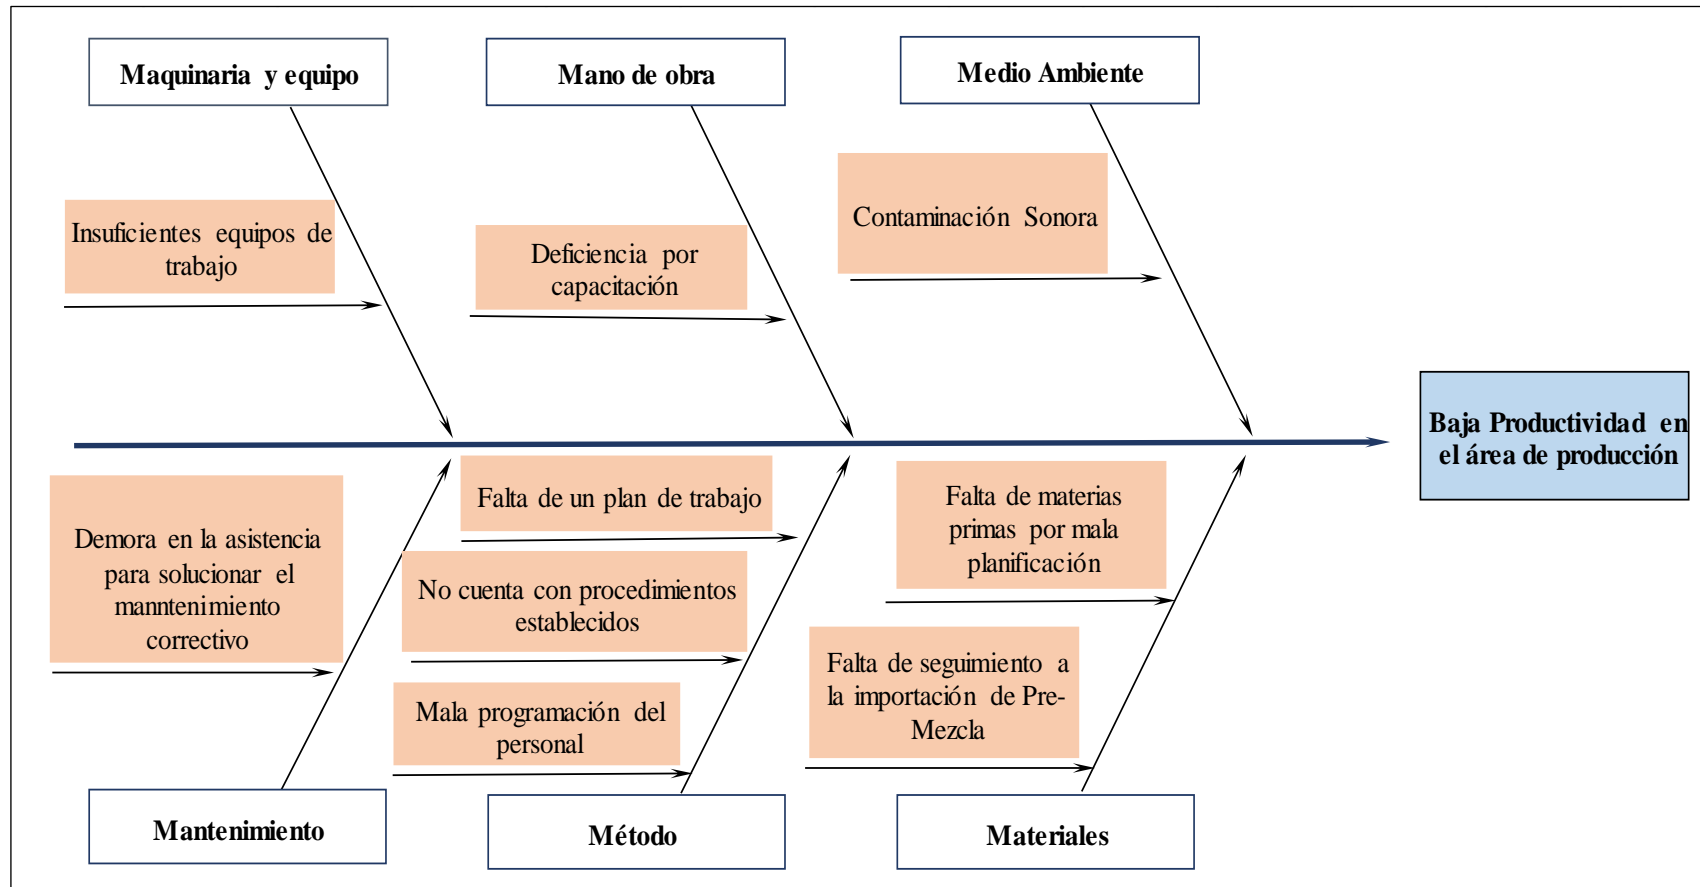 Maquinaria y equipo
Mano de obra
Medio Ambiente
Insuficientes equipos de
trabajo
Deficiencia por
capacitación
Contaminación Sonora
Baja Productividad en
el área de producción
Demora en la asistencia
para solucionar el
manntenimiento
correctivo
Falta de un plan de trabajo
No cuenta con procedimientos
establecidos
Mala programación del
personal
Falta de materias
primas por mala
planificación
Falta de seguimiento a
la importación de Pre-
Mezcla
Mantenimiento
Método
Materiales